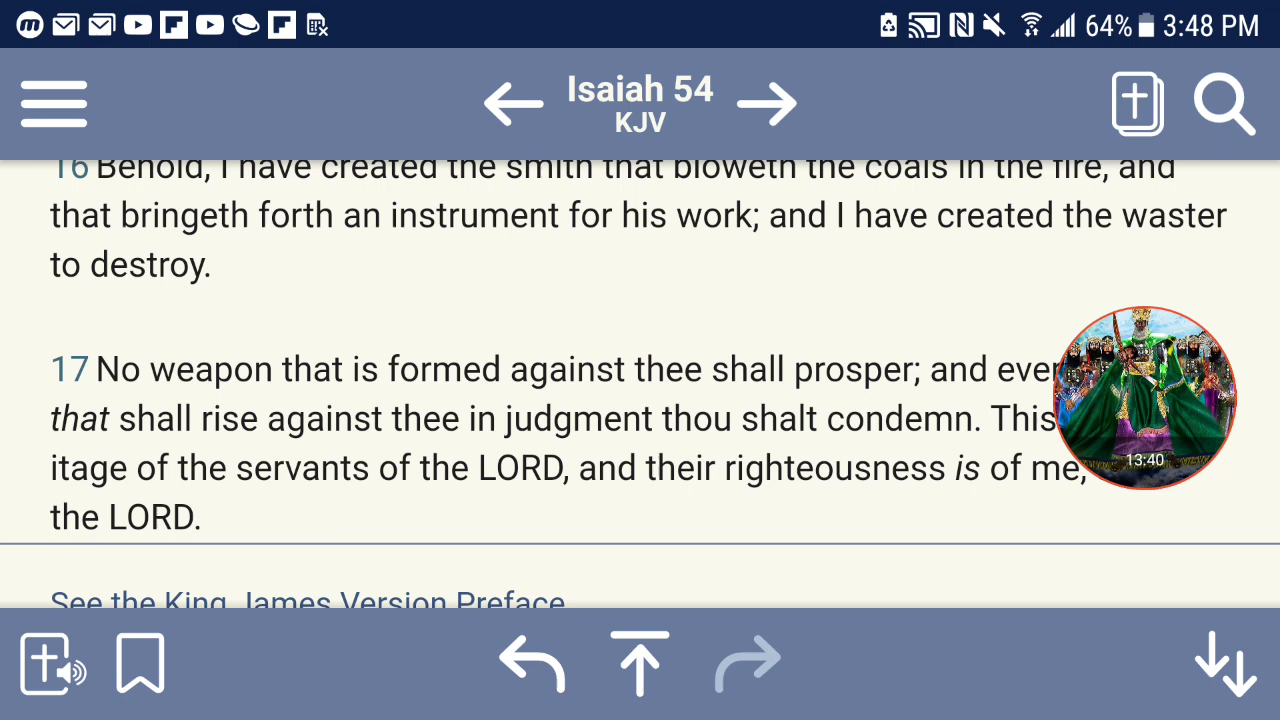 64% 3:48 PM
Isaiah 54
KJV
16 Behold, I have created the smith that bloweth the coals in the fire, and
that bringeth forth an instrument for his work; and I have created the waster
to destroy.
17 No weapon that is formed against thee shall prosper; and ever
that shall rise against thee in judgment thou shalt condemn. This
itage of the servants of the LORD, and their righteousness is of me,
the LORD.
13:40
See the King James Version Preface